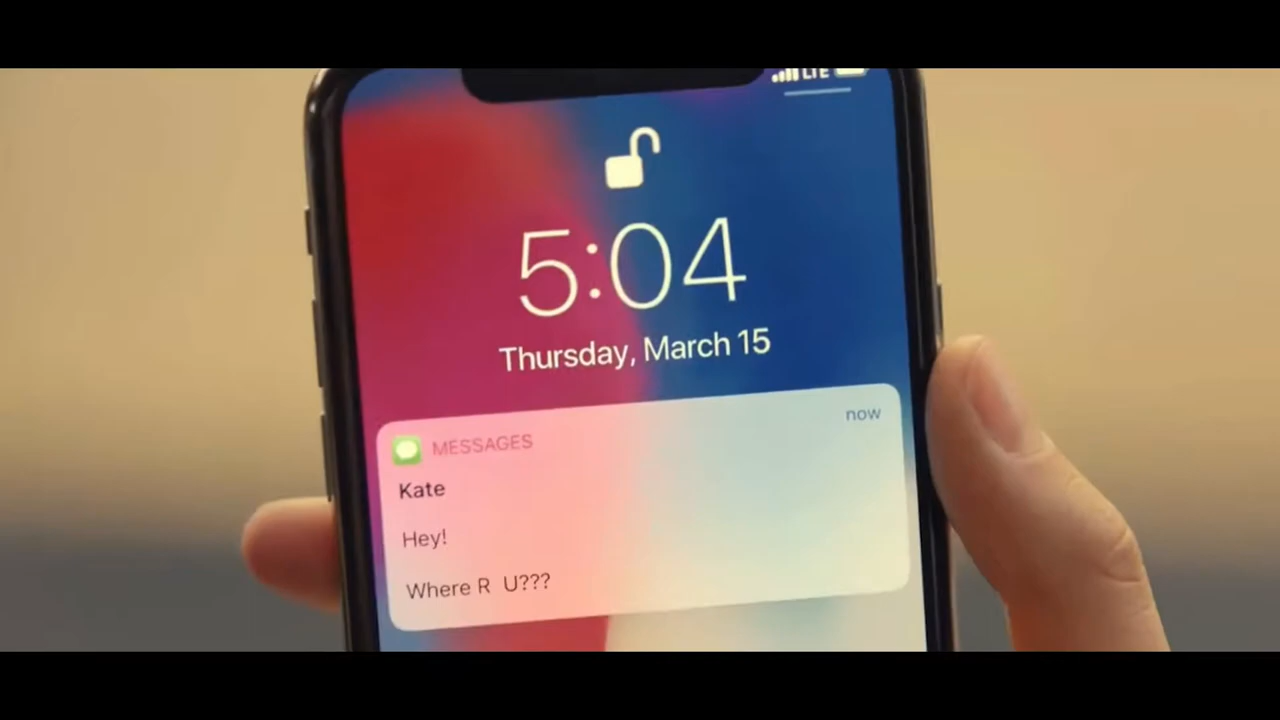 LTE
5:04
Thursday, March 15
MESSAGES
now
Kate
Hey!
Where R  U???